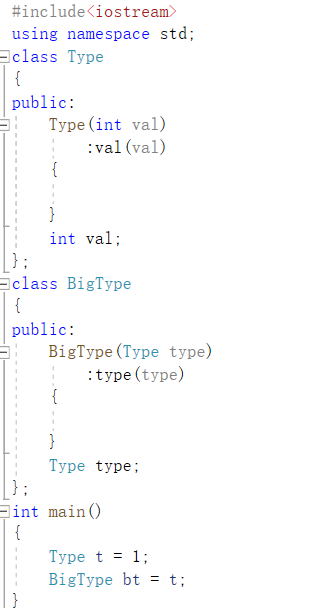 #include<iostream>
using namespace std;
class Type
{
public:
    Type(int val)
        :val(val)
    {

    }
    int val;
};
class BigType
{
public:
    BigType(Type type)
        :type(type)
    {

    }
    Type type;
};
int main()
{
    Type t = 1;
    BigType bt = t;
}